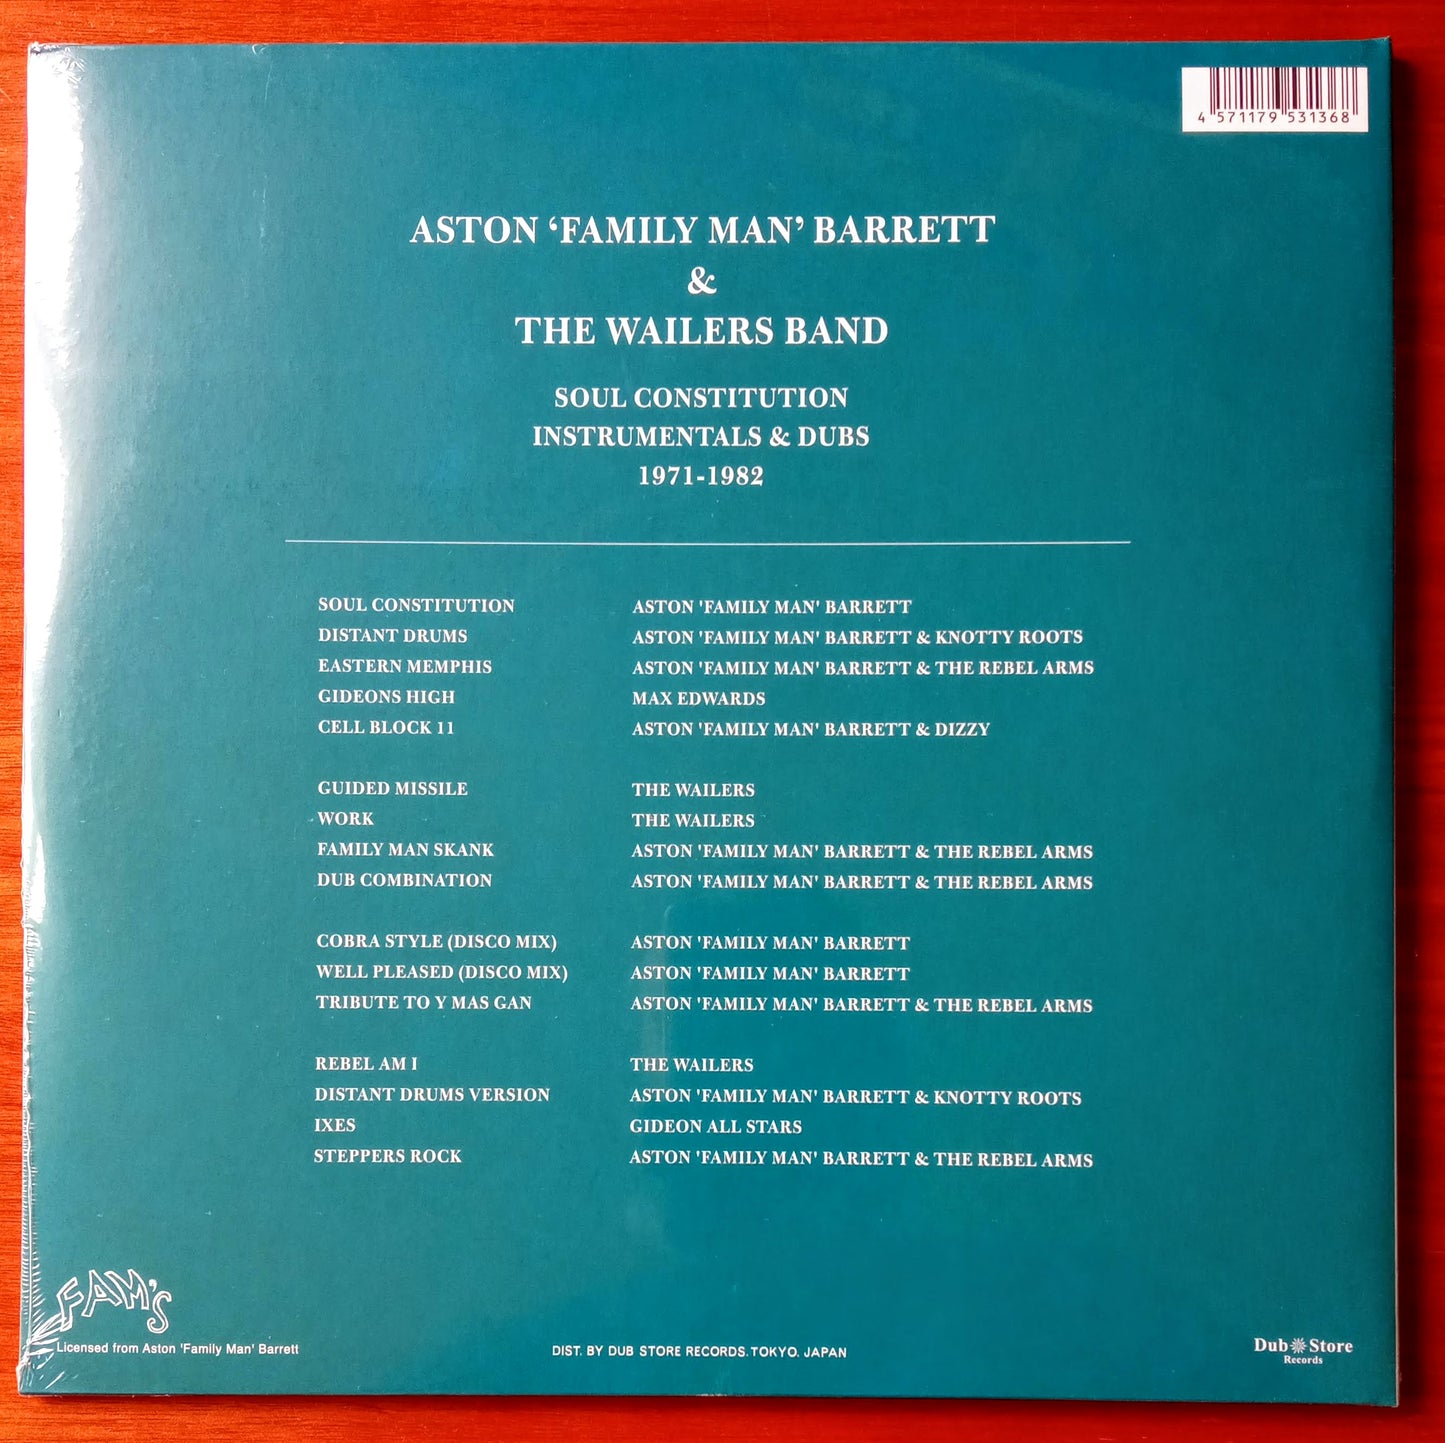 4 571179 531368
ASTON ‘FAMILY MAN’ BARRETT
&
THE WAILERS BAND
SOUL CONSTITUTION
INSTRUMENTALS & DUBS
1971-1982
SOUL CONSTITUTION ASTON 'FAMILY MAN' BARRETT
DISTANT DRUMS ASTON 'FAMILY MAN' BARRETT & KNOTTY ROOTS
EASTERN MEMPHIS ASTON 'FAMILY MAN' BARRETT & THE REBEL ARMS
GIDEONS HIGH MAX EDWARDS
CELL BLOCK 11 ASTON 'FAMILY MAN' BARRETT & DIZZY
GUIDED MISSILE THE WAILERS
WORK THE WAILERS
FAMILY MAN SKANK ASTON 'FAMILY MAN' BARRETT & THE REBEL ARMS
DUB COMBINATION ASTON 'FAMILY MAN' BARRETT & THE REBEL ARMS
COBRA STYLE (DISCO MIX) ASTON 'FAMILY MAN' BARRETT
WELL PLEASED (DISCO MIX) ASTON 'FAMILY MAN' BARRETT
TRIBUTE TO Y MAS GAN ASTON 'FAMILY MAN' BARRETT & THE REBEL ARMS
REBEL AM I THE WAILERS
DISTANT DRUMS VERSION ASTON 'FAMILY MAN' BARRETT & KNOTTY ROOTS
IXES GIDEON ALL STARS
STEPPERS ROCK ASTON 'FAMILY MAN' BARRETT & THE REBEL ARMS
FAM'S
Licensed from Aston 'Family Man' Barrett
DIST. BY DUB STORE RECORDS. TOKYO. JAPAN
Dub Store
Records